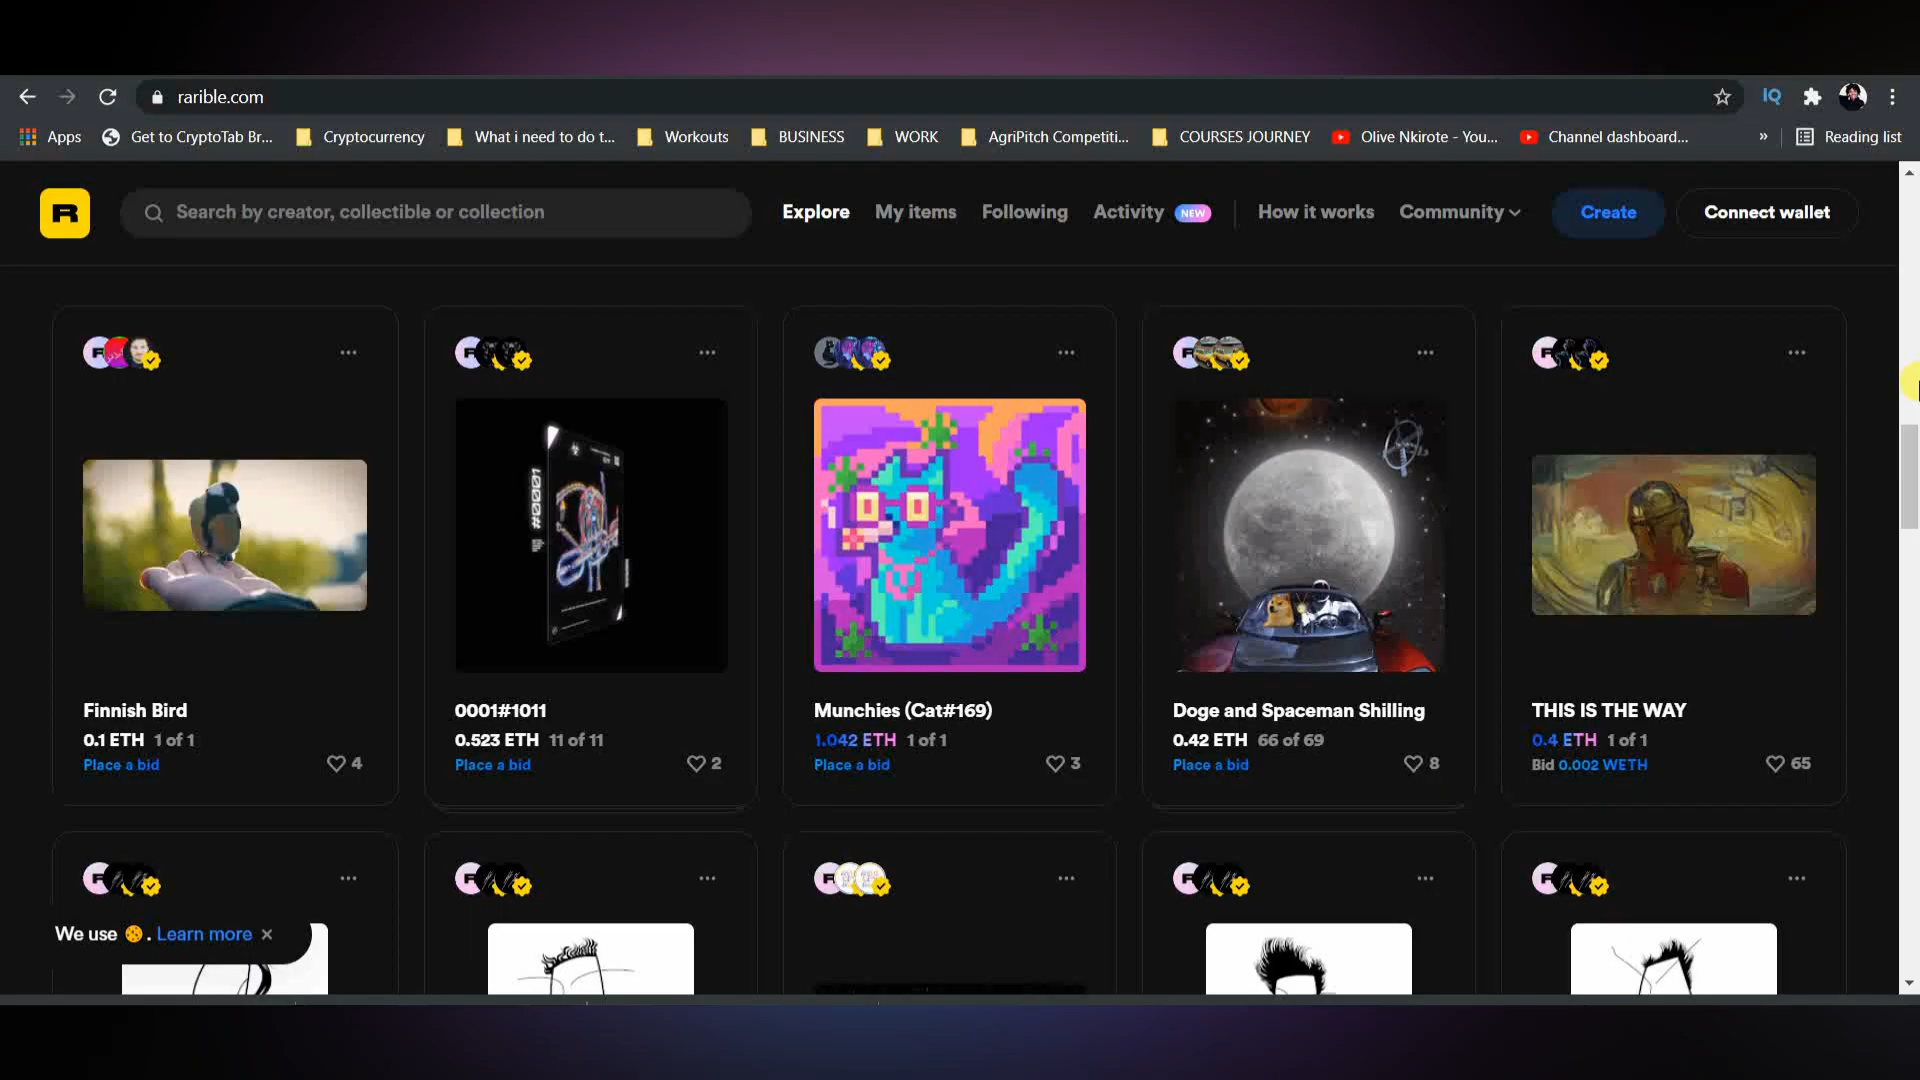 rarible.com
IQ
Apps
Get to CryptoTab Br...
Cryptocurrency
What i need to do t...
Workouts
BUSINESS
WORK
AgriPitch Competiti...
COURSES JOURNEY
Olive Nkirote - You...
Channel dashboard...
»
Reading list
R
Search by creator, collectible or collection
Explore
My items
Following
Activity NEW
How it works
Community
Create
Connect wallet
Finnish Bird
0.1 ETH 1 of 1
Place a bid
4
#0001
0001#1011
0.523 ETH 11 of 11
Place a bid
2
Munchies (Cat#169)
1.042 ETH 1 of 1
Place a bid
3
Doge and Spaceman Shilling
0.42 ETH 66 of 69
Place a bid
8
THIS IS THE WAY
0.4 ETH 1 of 1
Bid 0.002 WETH
65
We use 🍪 . Learn more ×